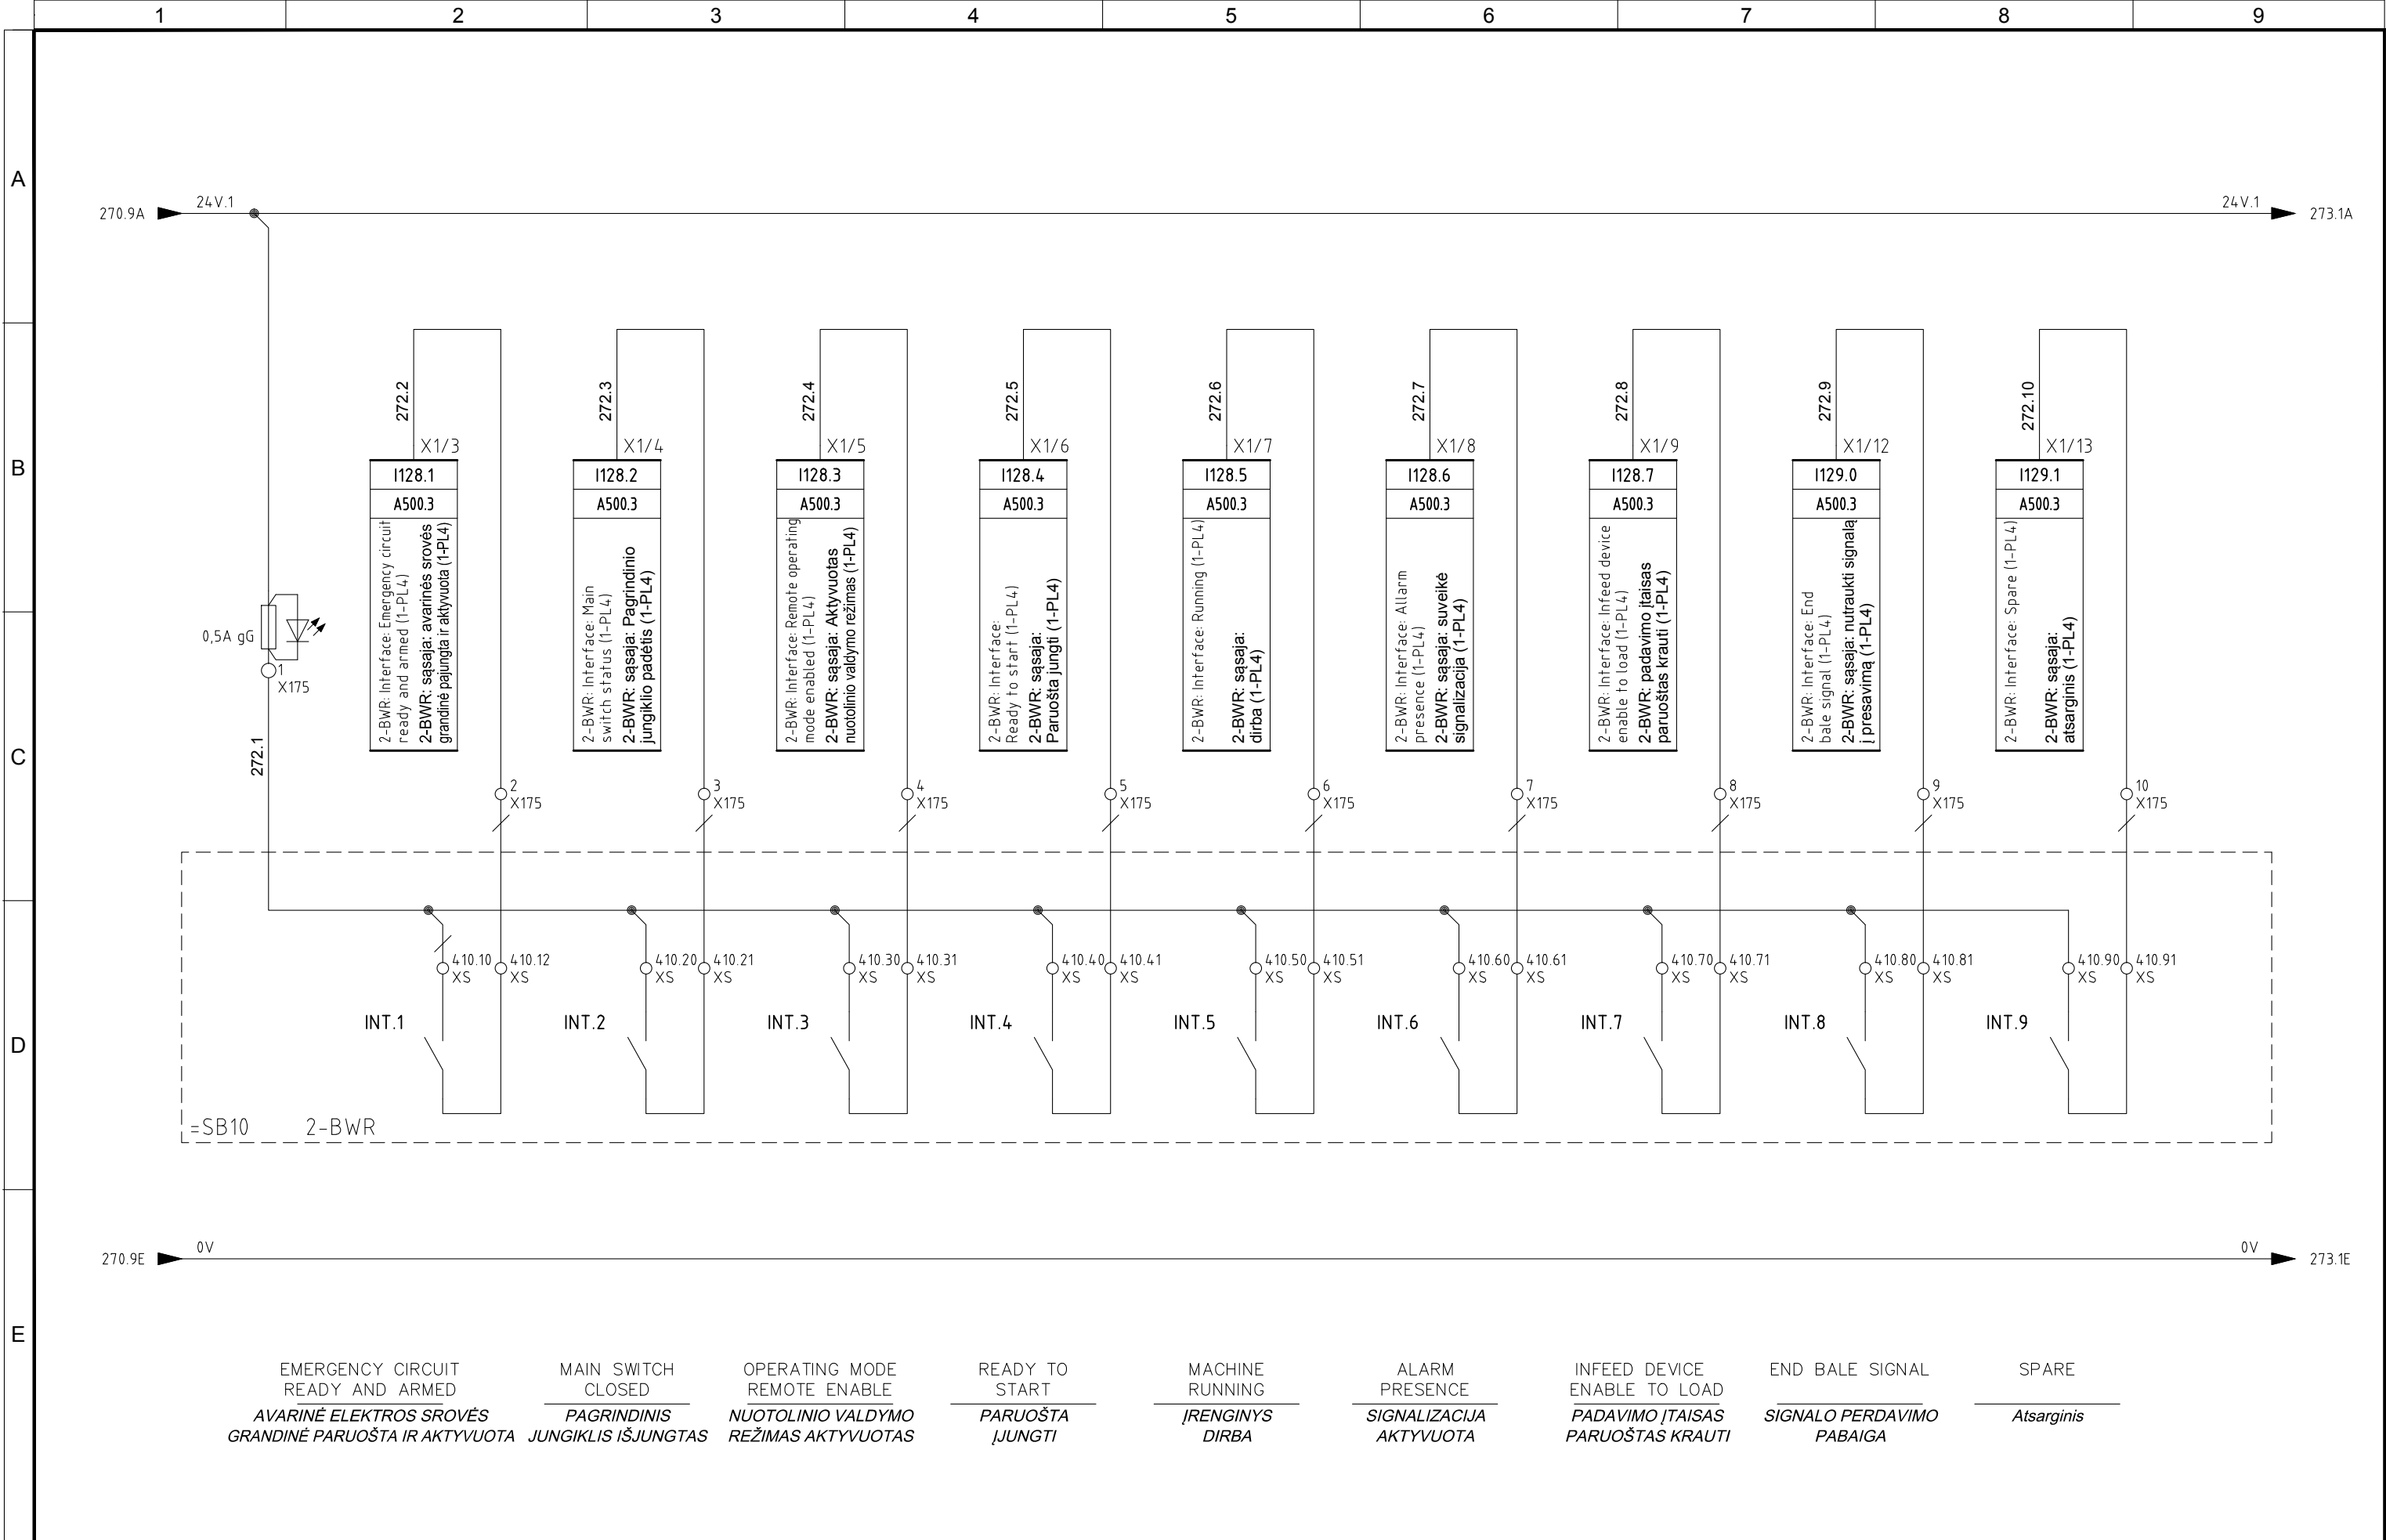 1 2 3 4 5 6 7 8 9
A
270.9A 24V.1 24V.1 273.1A
272.2 272.3 272.4 272.5 272.6 272.7 272.8 272.9 272.10
B
X1/3 X1/4 X1/5 X1/6 X1/7 X1/8 X1/9 X1/12 X1/13
I128.1 I128.2 I128.3 I128.4 I128.5 I128.6 I128.7 I129.0 I129.1
A500.3 A500.3 A500.3 A500.3 A500.3 A500.3 A500.3 A500.3 A500.3
2-BWR: Interface: Emergency circuit
ready and armed (1-PL4)
2-BWR: sąsaja: avarinės srovės
grandinė pajungta ir aktyvuota (1-PL4)
2-BWR: Interface: Main
switch status (1-PL4)
2-BWR: sąsaja: Pagrindinio
jungiklio padėtis (1-PL4)
2-BWR: Interface: Remote operating
mode enabled (1-PL4)
2-BWR: sąsaja: Aktyvuotas
nuotolinio valdymo režimas (1-PL4)
2-BWR: Interface:
Ready to start (1-PL4)
2-BWR: sąsaja:
Paruošta jungti (1-PL4)
2-BWR: Interface: Running (1-PL4)
2-BWR: sąsaja:
dirba (1-PL4)
2-BWR: Interface: Allarm
presence (1-PL4)
2-BWR: sąsaja: suveikė
signalizacija (1-PL4)
2-BWR: Interface: Infeed device
enable to load (1-PL4)
2-BWR: padavimo įtaisas
paruoštas krauti (1-PL4)
2-BWR: Interface: End
bale signal (1-PL4)
2-BWR: sąsaja: nutraukti signalą
į presavimą (1-PL4)
2-BWR: Interface: Spare (1-PL4)
2-BWR: sąsaja:
atsarginis (1-PL4)
0,5A gG
1
X175
272.1
C
2 3 4 5 6 7 8 9 10
X175 X175 X175 X175 X175 X175 X175 X175 X175
410.10 410.12 410.20 410.21 410.30 410.31 410.40 410.41 410.50 410.51 410.60 410.61 410.70 410.71 410.80 410.81 410.90 410.91
XS XS XS XS XS XS XS XS XS XS XS XS XS XS XS XS XS XS
INT.1 INT.2 INT.3 INT.4 INT.5 INT.6 INT.7 INT.8 INT.9
D
=SB10 2-BWR
270.9E 0V 0V 273.1E
E
EMERGENCY CIRCUIT
READY AND ARMED
AVARINĖ ELEKTROS SROVĖS
GRANDINĖ PARUOŠTA IR AKTYVUOTA
MAIN SWITCH
CLOSED
PAGRINDINIS
JUNGIKLIS IŠJUNGTAS
OPERATING MODE
REMOTE ENABLE
NUOTOLINIO VALDYMO
REŽIMAS AKTYVUOTAS
READY TO
START
PARUOŠTA
ĮJUNGTI
MACHINE
RUNNING
ĮRENGINYS
DIRBA
ALARM
PRESENCE
SIGNALIZACIJA
AKTYVUOTA
INFEED DEVICE
ENABLE TO LOAD
PADAVIMO ĮTAISAS
PARUOŠTAS KRAUTI
END BALE SIGNAL
SIGNALO PERDAVIMO
PABAIGA
SPARE
Atsarginis